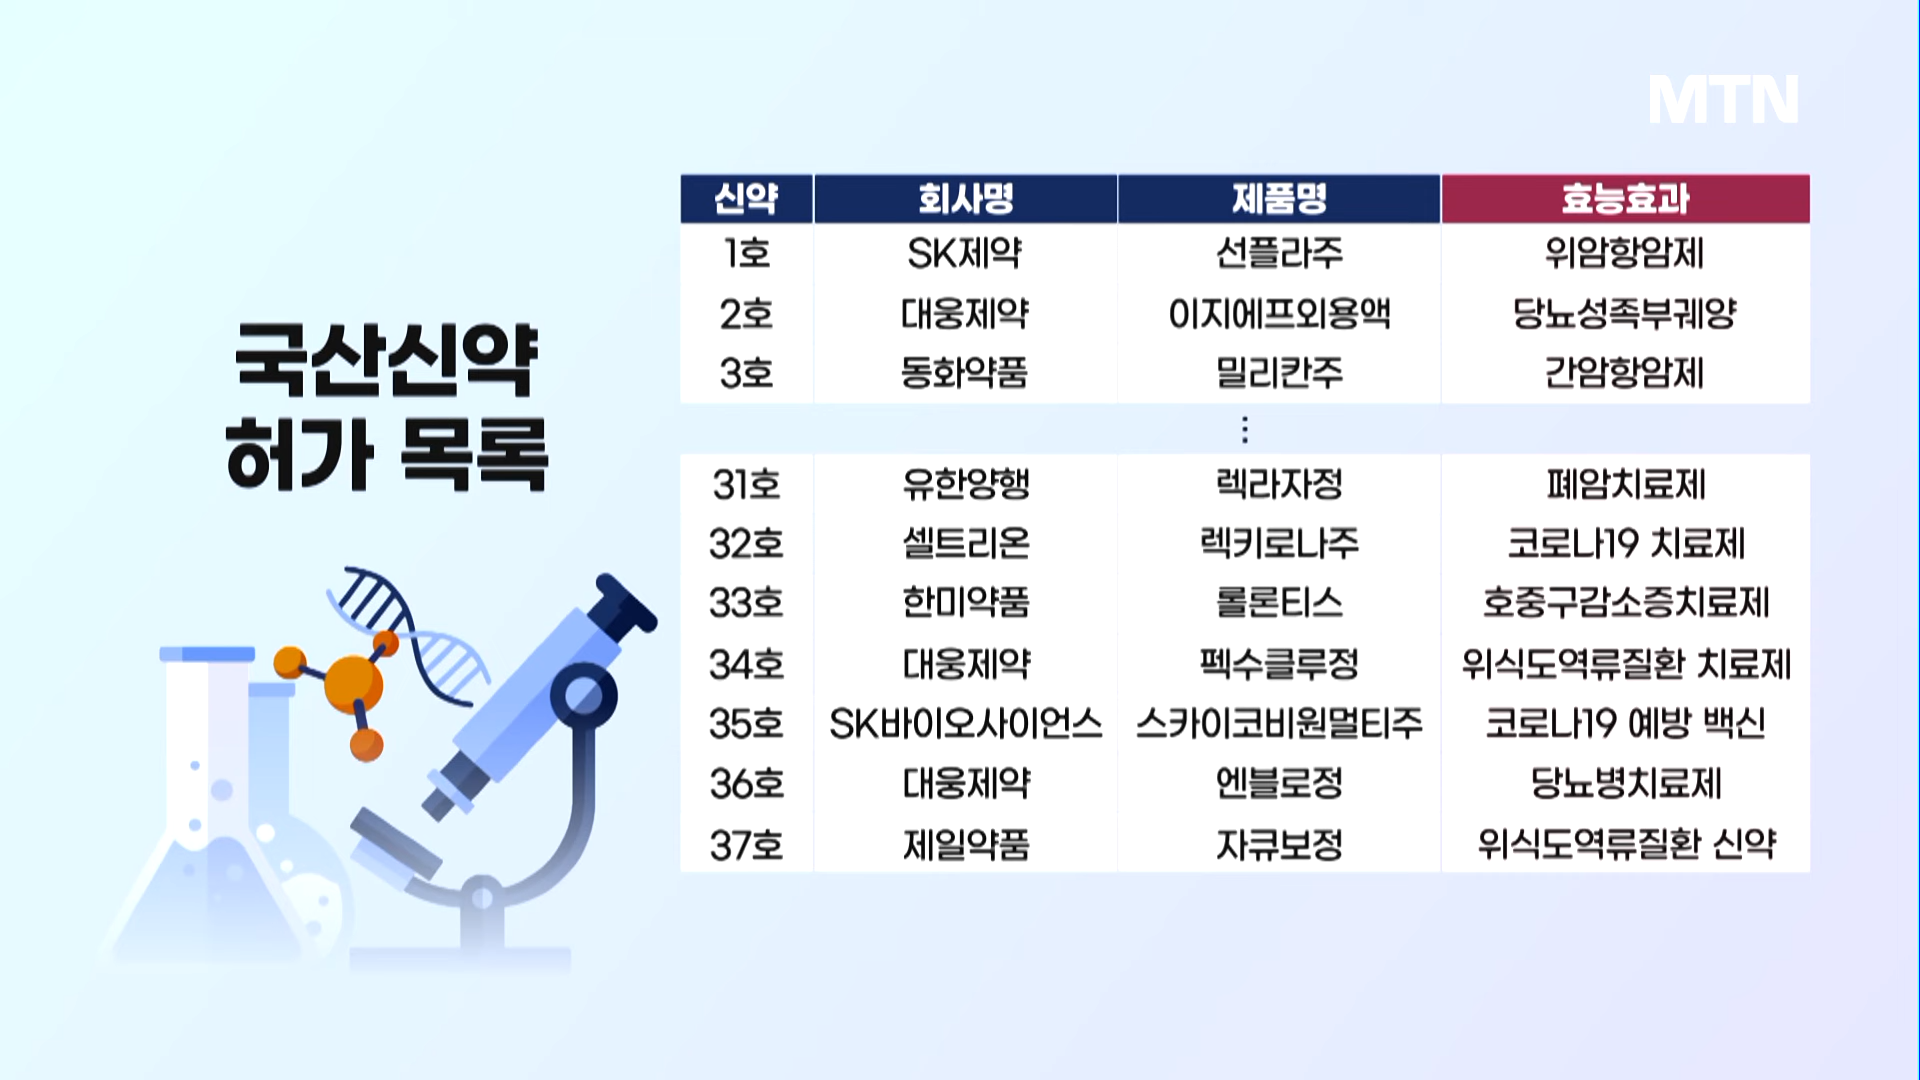 MTN
국산신약
허가 목록
신약 회사명 제품명 효능효과
1호 SK제약 선플라주 위암항암제
2호 대웅제약 이지에프외용액 당뇨성족부궤양
3호 동화약품 밀리칸주 간암항암제
⋮
31호 유한양행 렉라자정 폐암치료제
32호 셀트리온 렉키로나주 코로나19 치료제
33호 한미약품 롤론티스 호중구감소증치료제
34호 대웅제약 펙수클루정 위식도역류질환 치료제
35호 SK바이오사이언스 스카이코비원멀티주 코로나19 예방 백신
36호 대웅제약 엔블로정 당뇨병치료제
37호 제일약품 자큐보정 위식도역류질환 신약